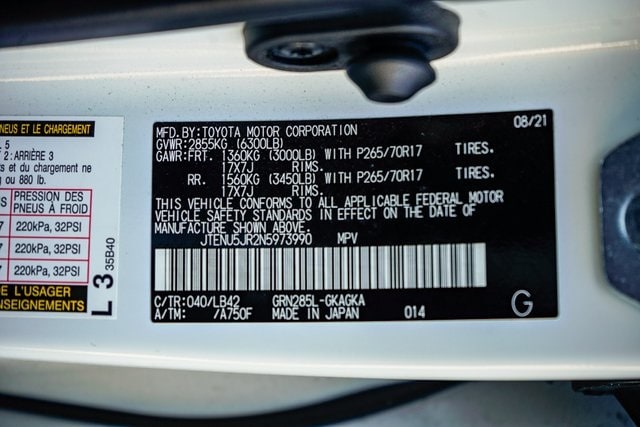 PNEUS ET LE CHARGEMENT
5
2: ARRIÈRE 3
ts et du chargement ne
g ou 880 lb.
PRESSION DES
PNEUS À FROID
220kPa, 32PSI
220kPa, 32PSI
220kPa, 32PSI
DE L'USAGER
ENSEIGNEMENTS
L 3 35B40
MFD. BY: TOYOTA MOTOR CORPORATION 08/21
GVWR: 2855KG (6300LB)
GAWR: FRT. 1360KG (3000LB) WITH P265/70R17 TIRES.
17X7J RIMS.
RR. 1560KG (3450LB) WITH P265/70R17 TIRES.
17X7J RIMS.
THIS VEHICLE CONFORMS TO ALL APPLICABLE FEDERAL MOTOR
VEHICLE SAFETY STANDARDS IN EFFECT ON THE DATE OF
MANUFACTURE SHOWN ABOVE.
JTENU5JR2N5973990 MPV
C/TR: 040/LB42 GRN285L-GKAGKA
A/TM: /A750F MADE IN JAPAN 014 G